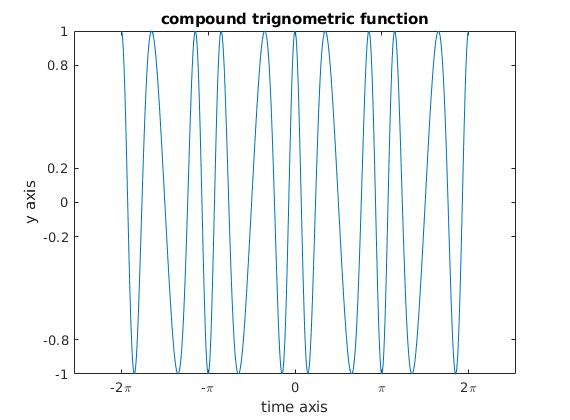 compound trignometric function
1
0.8
0.2
0
-0.2
-0.8
-1
y axis
-2π -π 0 π 2π
time axis